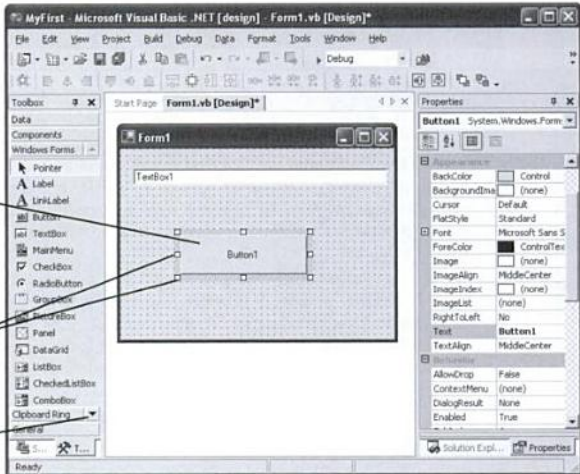 MyFirst - Microsoft Visual Basic .NET [design] - Form1.vb [Design]*
File Edit View Project Build Debug Data Format Tools Window Help
Debug
Toolbox
Data
Components
Windows Forms
Pointer
Label
LinkLabel
Button
TextBox
MainMenu
CheckBox
RadioButton
GroupBox
PictureBox
Panel
DataGrid
ListBox
CheckedListBox
ComboBox
Clipboard Ring
General
S... T...
Start Page Form1.vb [Design]*
Form1
TextBox1
Button1
Properties
Button1 System.Windows.Form
Appearance
BackColor Control
BackgroundIma (none)
Cursor Default
FlatStyle Standard
Font Microsoft Sans S
ForeColor ControlTex
Image (none)
ImageAlign MiddleCenter
ImageIndex (none)
ImageList (none)
RightToLeft No
Text Button1
TextAlign MiddleCenter
Behavior
AllowDrop False
ContextMenu (none)
DialogResult None
Enabled True
Solution Expl... Properties
Ready